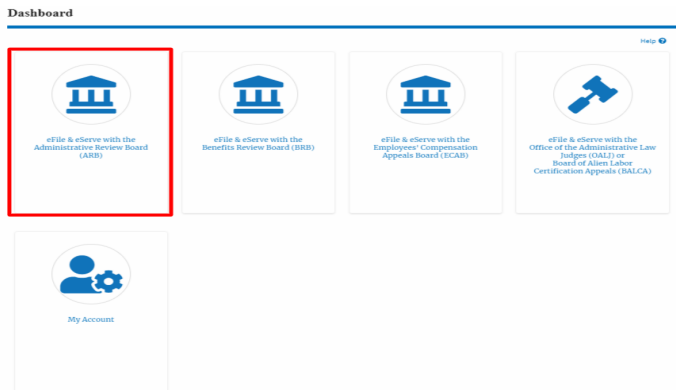 Dashboard
Help
eFile & eServe with the
Administrative Review Board
(ARB)
eFile & eServe with the
Benefits Review Board (BRB)
eFile & eServe with the
Employees' Compensation
Appeals Board (ECAB)
eFile & eServe with the
Office of the Administrative Law
Judges (OALJ) or
Board of Alien Labor
Certification Appeals (BALCA)
My Account